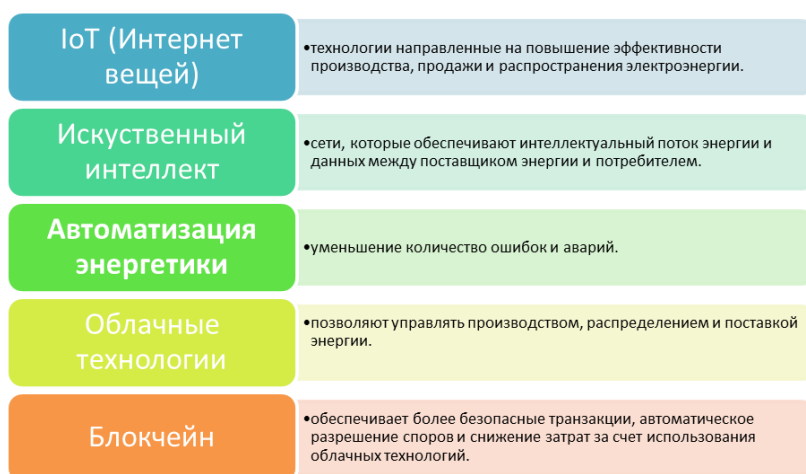 IoT (Интернет
вещей)
•технологии направленные на повышение эффективности
производства, продажи и распространения электроэнергии.
Искуственный
интеллект
•сети, которые обеспечивают интеллектуальный поток энергии и
данных между поставщиком энергии и потребителем.
Автоматизация
энергетики
•уменьшение количество ошибок и аварий.
Облачные
технологии
•позволяют управлять производством, распределением и поставкой
энергии.
Блокчейн
•обеспечивает более безопасные транзакции, автоматическое
разрешение споров и снижение затрат за счет использования
облачных технологий.